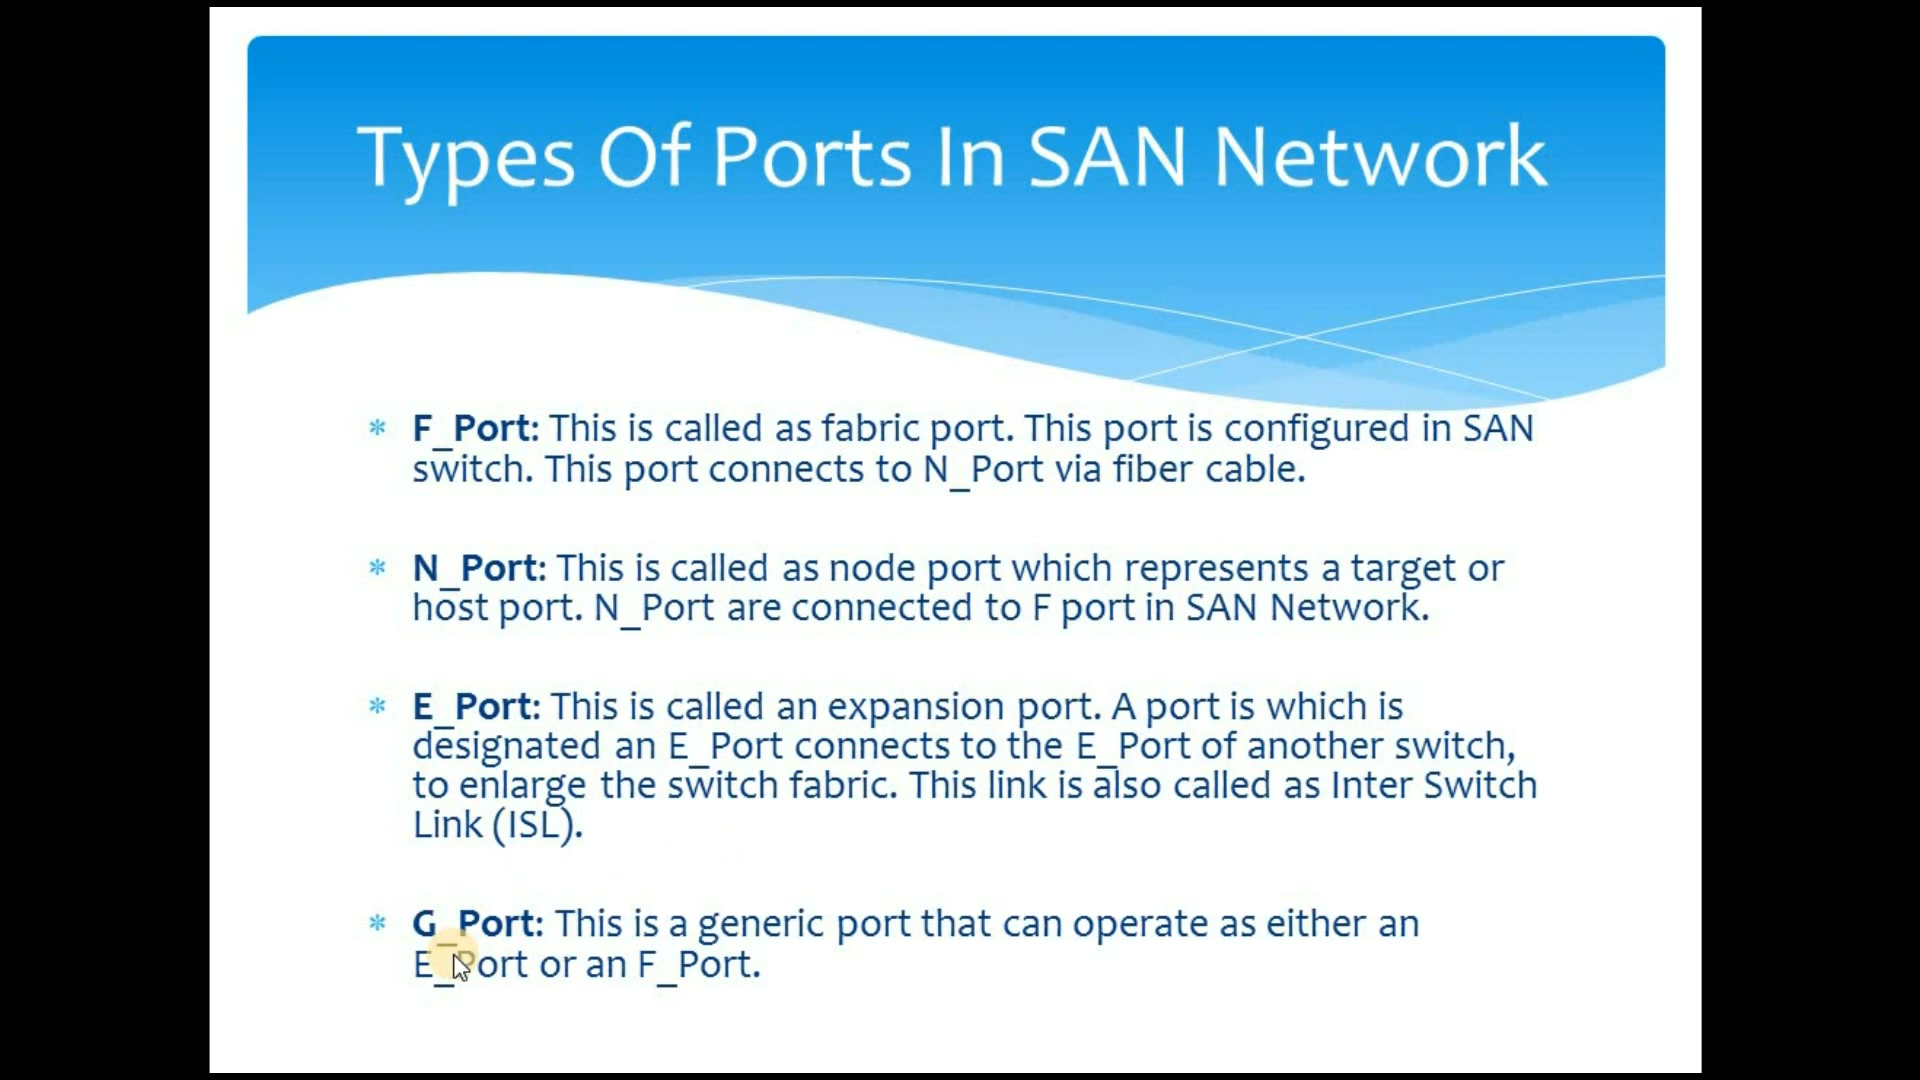 Types Of Ports In SAN Network
* F_Port: This is called as fabric port. This port is configured in SAN
switch. This port connects to N_Port via fiber cable.
* N_Port: This is called as node port which represents a target or
host port. N_Port are connected to F port in SAN Network.
* E_Port: This is called an expansion port. A port is which is
designated an E_Port connects to the E_Port of another switch,
to enlarge the switch fabric. This link is also called as Inter Switch
Link (ISL).
* G_Port: This is a generic port that can operate as either an
E_Port or an F_Port.